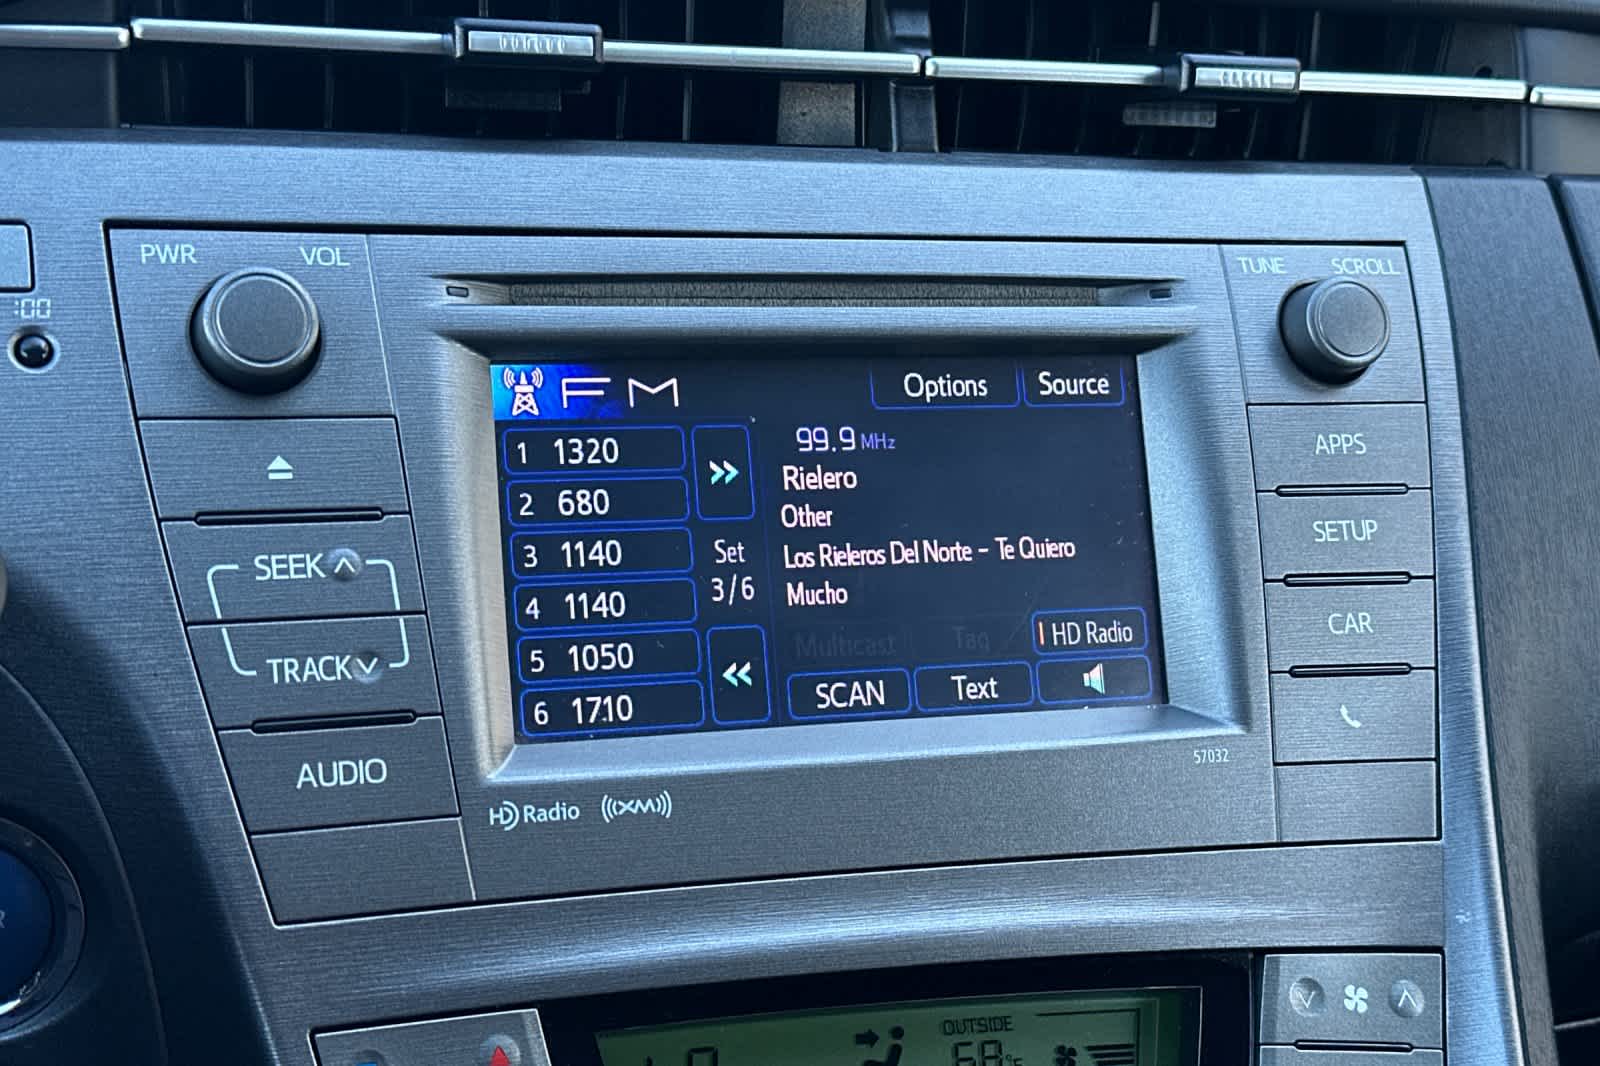 PWR VOL
TUNE SCROLL
:00
FM
Options Source
1 1320
2 680
3 1140
4 1140
5 1050
6 1710
Set
3/6
99.9 MHz
Rielero
Other
Los Rieleros Del Norte - Te Quiero
Mucho
Multicast Tag
HD Radio
SCAN Text
SEEK
TRACK
AUDIO
APPS
SETUP
CAR
57032
HD Radio ((XM))
OUTSIDE
68°F